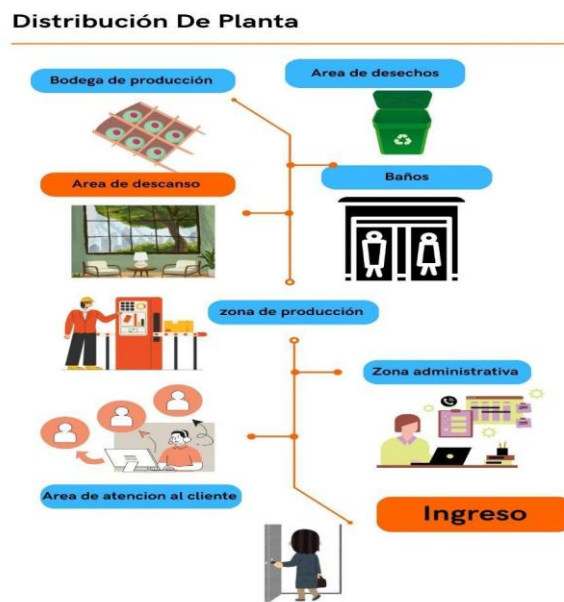 Distribución De Planta
Bodega de producción
Area de desechos
Area de descanso
Baños
zona de producción
Zona administrativa
Area de atencion al cliente
Ingreso